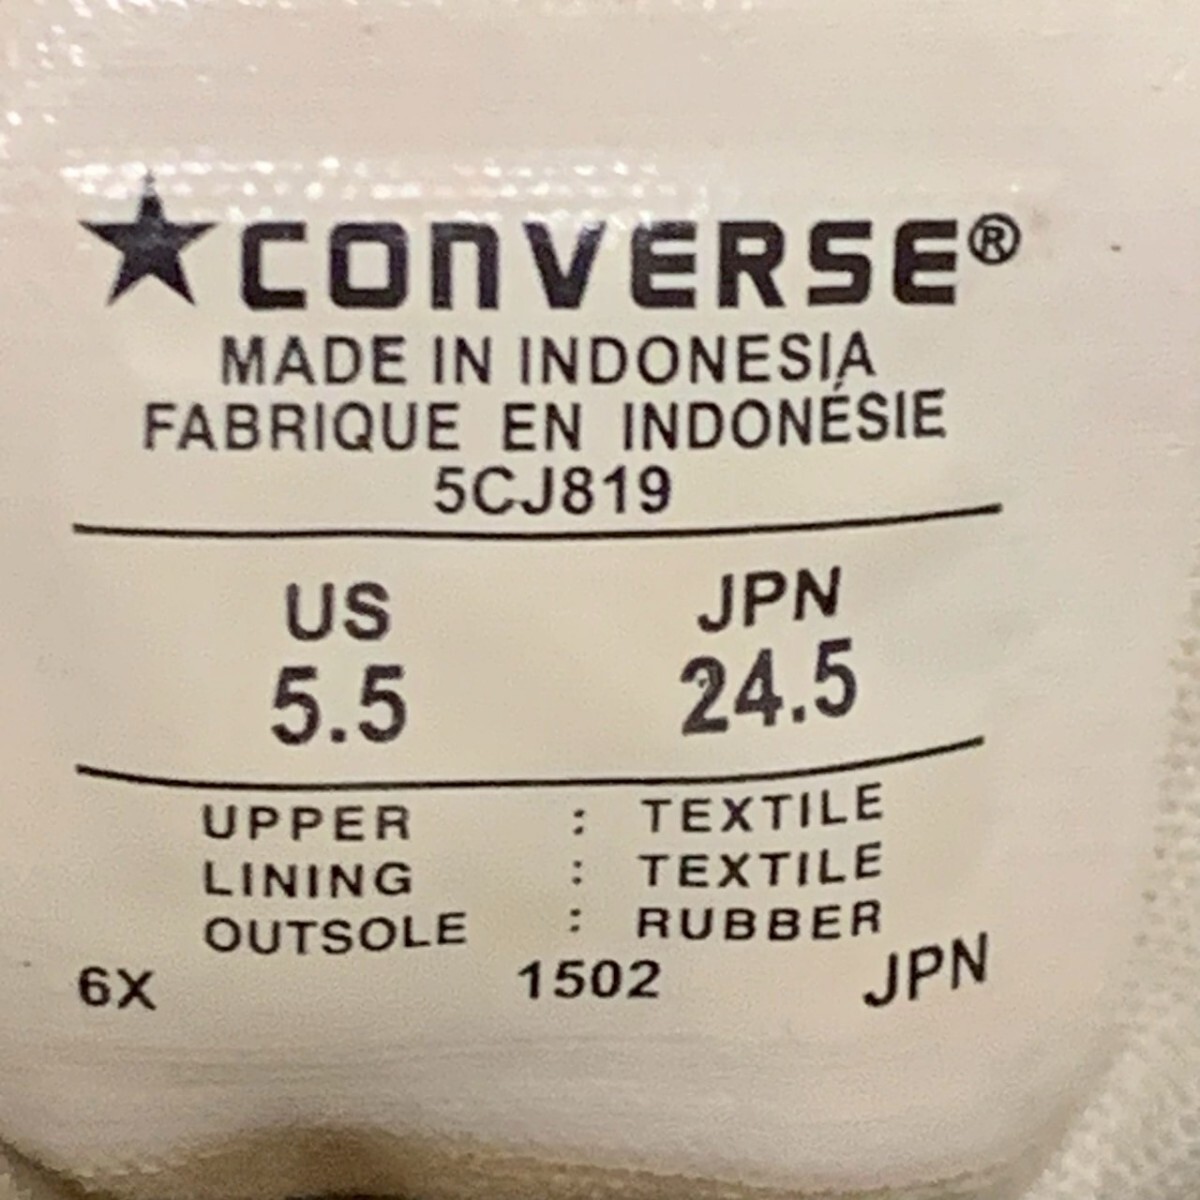 ★CONVERSE®
MADE IN INDONESIA
FABRIQUE EN INDONÉSIE
5CJ819
US JPN
5.5 24.5
UPPER : TEXTILE
LINING : TEXTILE
OUTSOLE : RUBBER
6X 1502 JPN